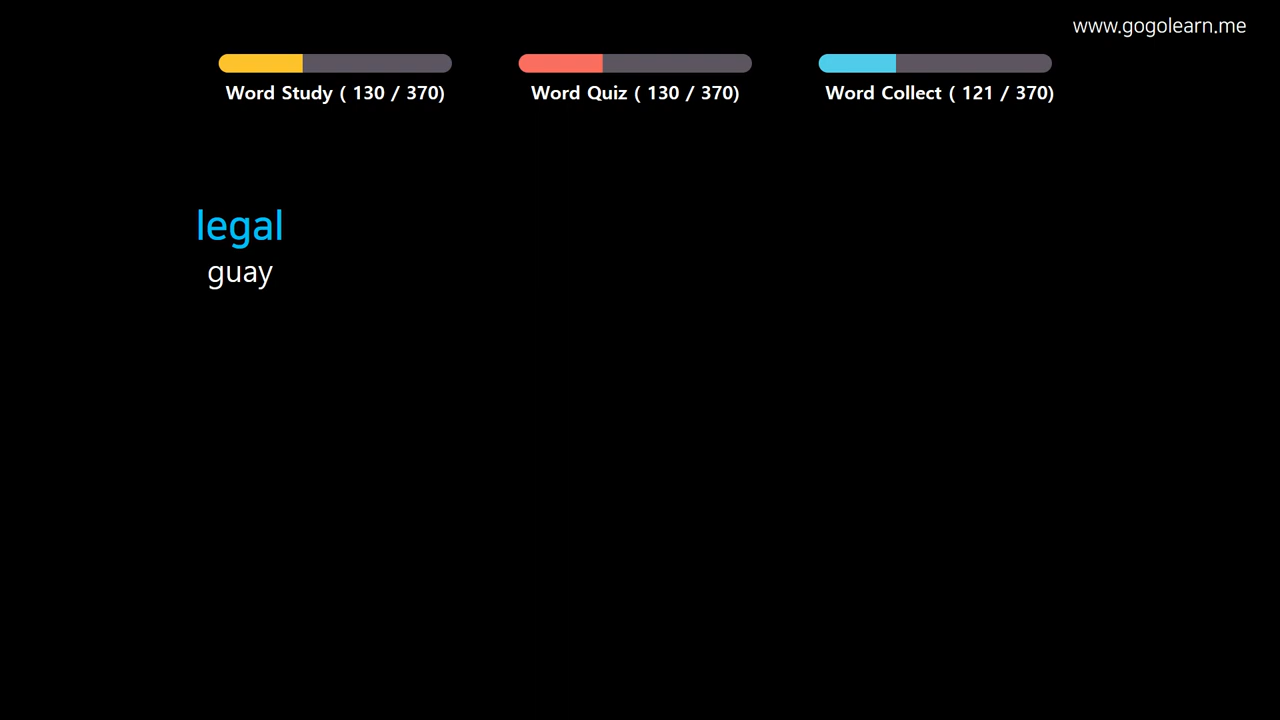 www.gogolearn.me
Word Study ( 130 / 370)
Word Quiz ( 130 / 370)
Word Collect ( 121 / 370)
legal
guay